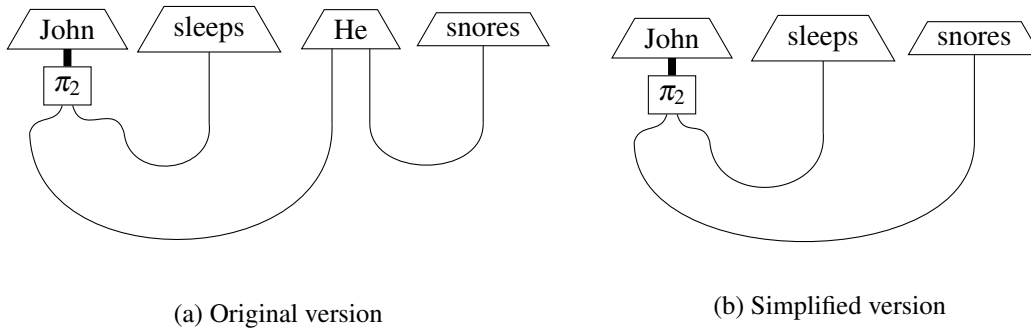 John sleeps He snores
π₂
(a) Original version
John sleeps snores
π₂
(b) Simplified version